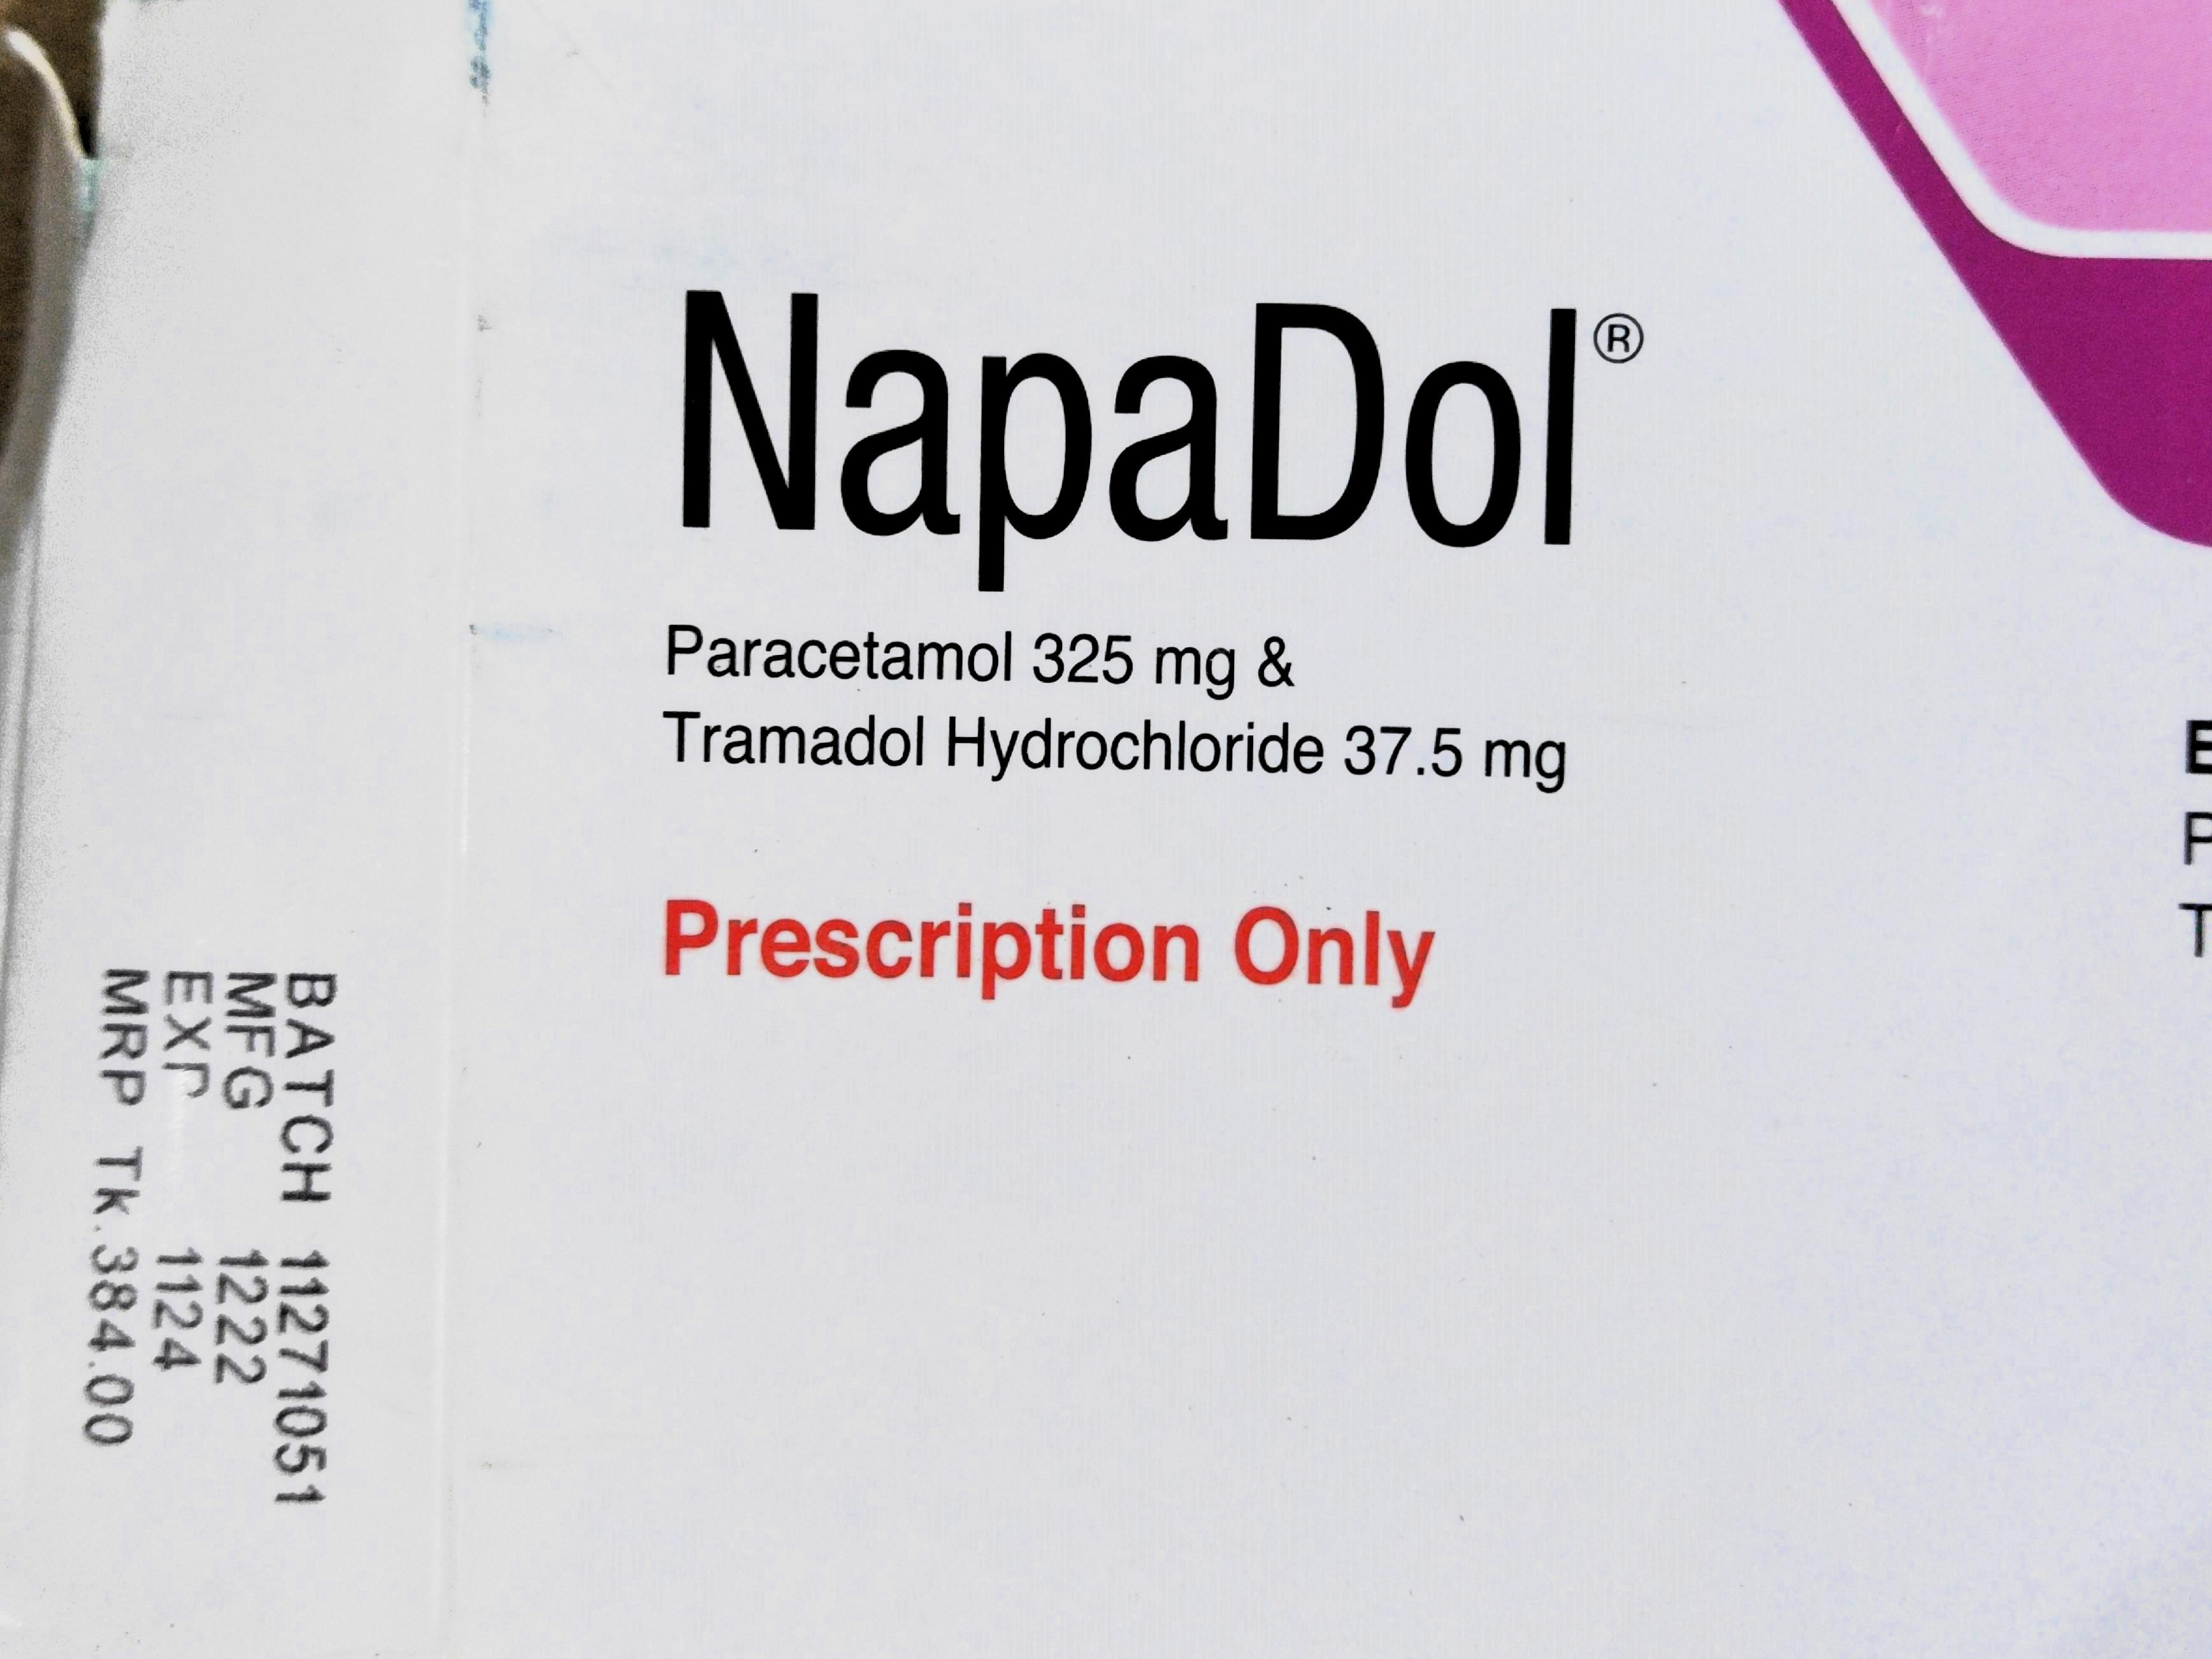 NapaDol®
Paracetamol 325 mg &
Tramadol Hydrochloride 37.5 mg
Prescription Only
BATCH 11271051
MFG 1222
EXP 1124
MRP Tk.384.00